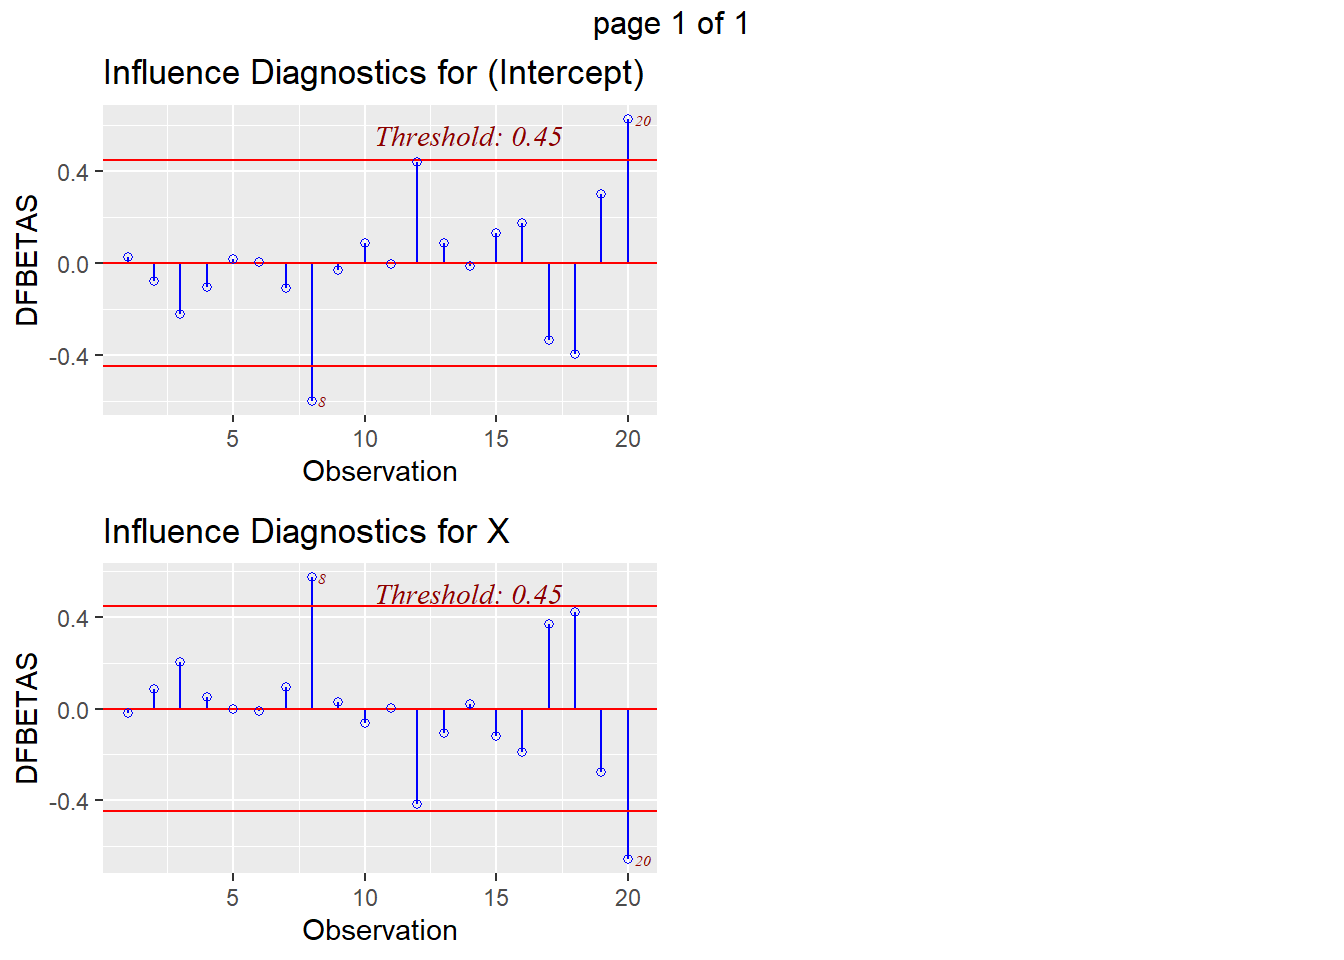 page 1 of 1
Influence Diagnostics for (Intercept)
Threshold: 0.45
20
0.4
0.0
-0.4
DFBETAS
8
5 10 15 20
Observation
Influence Diagnostics for X
8
Threshold: 0.45
0.4
0.0
-0.4
DFBETAS
20
5 10 15 20
Observation